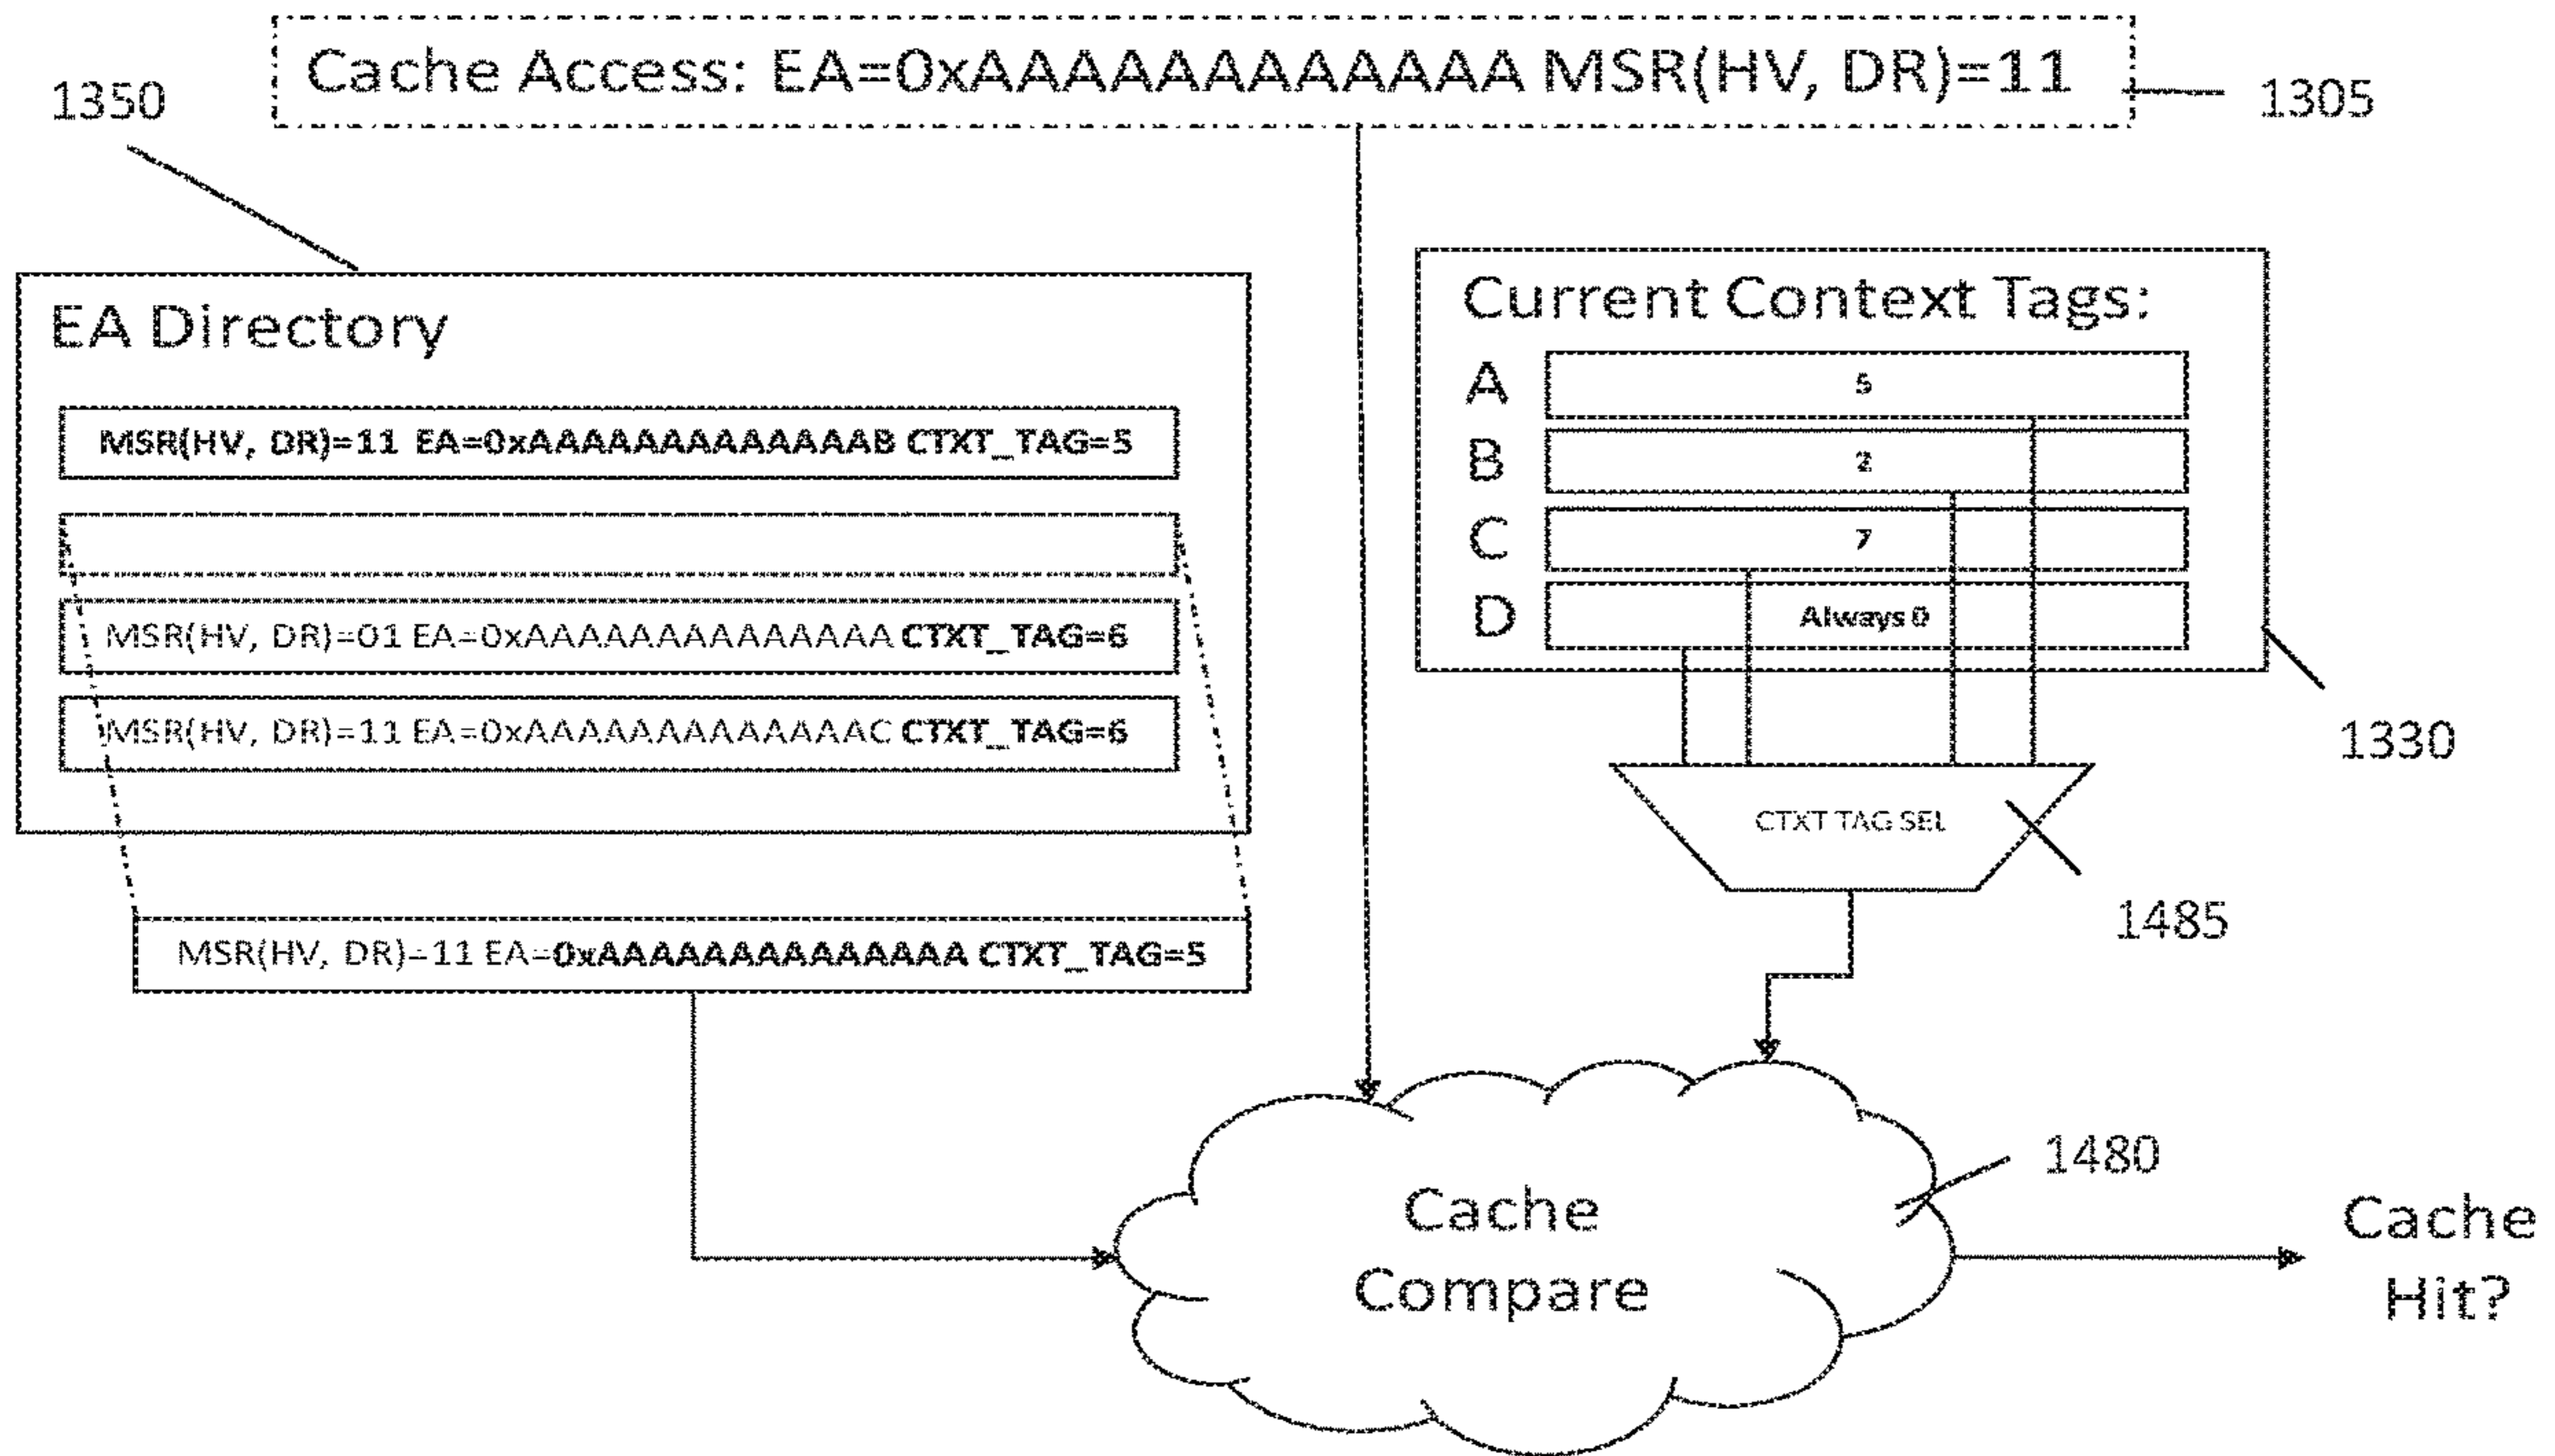 Cache Access: EA=0xAAAAAAAAAAAAA MSR(HV, DR)=11
1350
1305
EA Directory
MSR(HV, DR)=11 EA=0xAAAAAAAAAAAAAB CTXT_TAG=5
MSR(HV, DR)=01 EA=0xAAAAAAAAAAAAAA CTXT_TAG=6
MSR(HV, DR)=11 EA=0xAAAAAAAAAAAAAC CTXT_TAG=6
MSR(HV, DR)=11 EA=0xAAAAAAAAAAAAAA CTXT_TAG=5
Current Context Tags:
A 5
B 2
C 7
D Always 0
1330
CTXT TAG SEL
1485
Cache
Compare
1480
Cache
Hit?